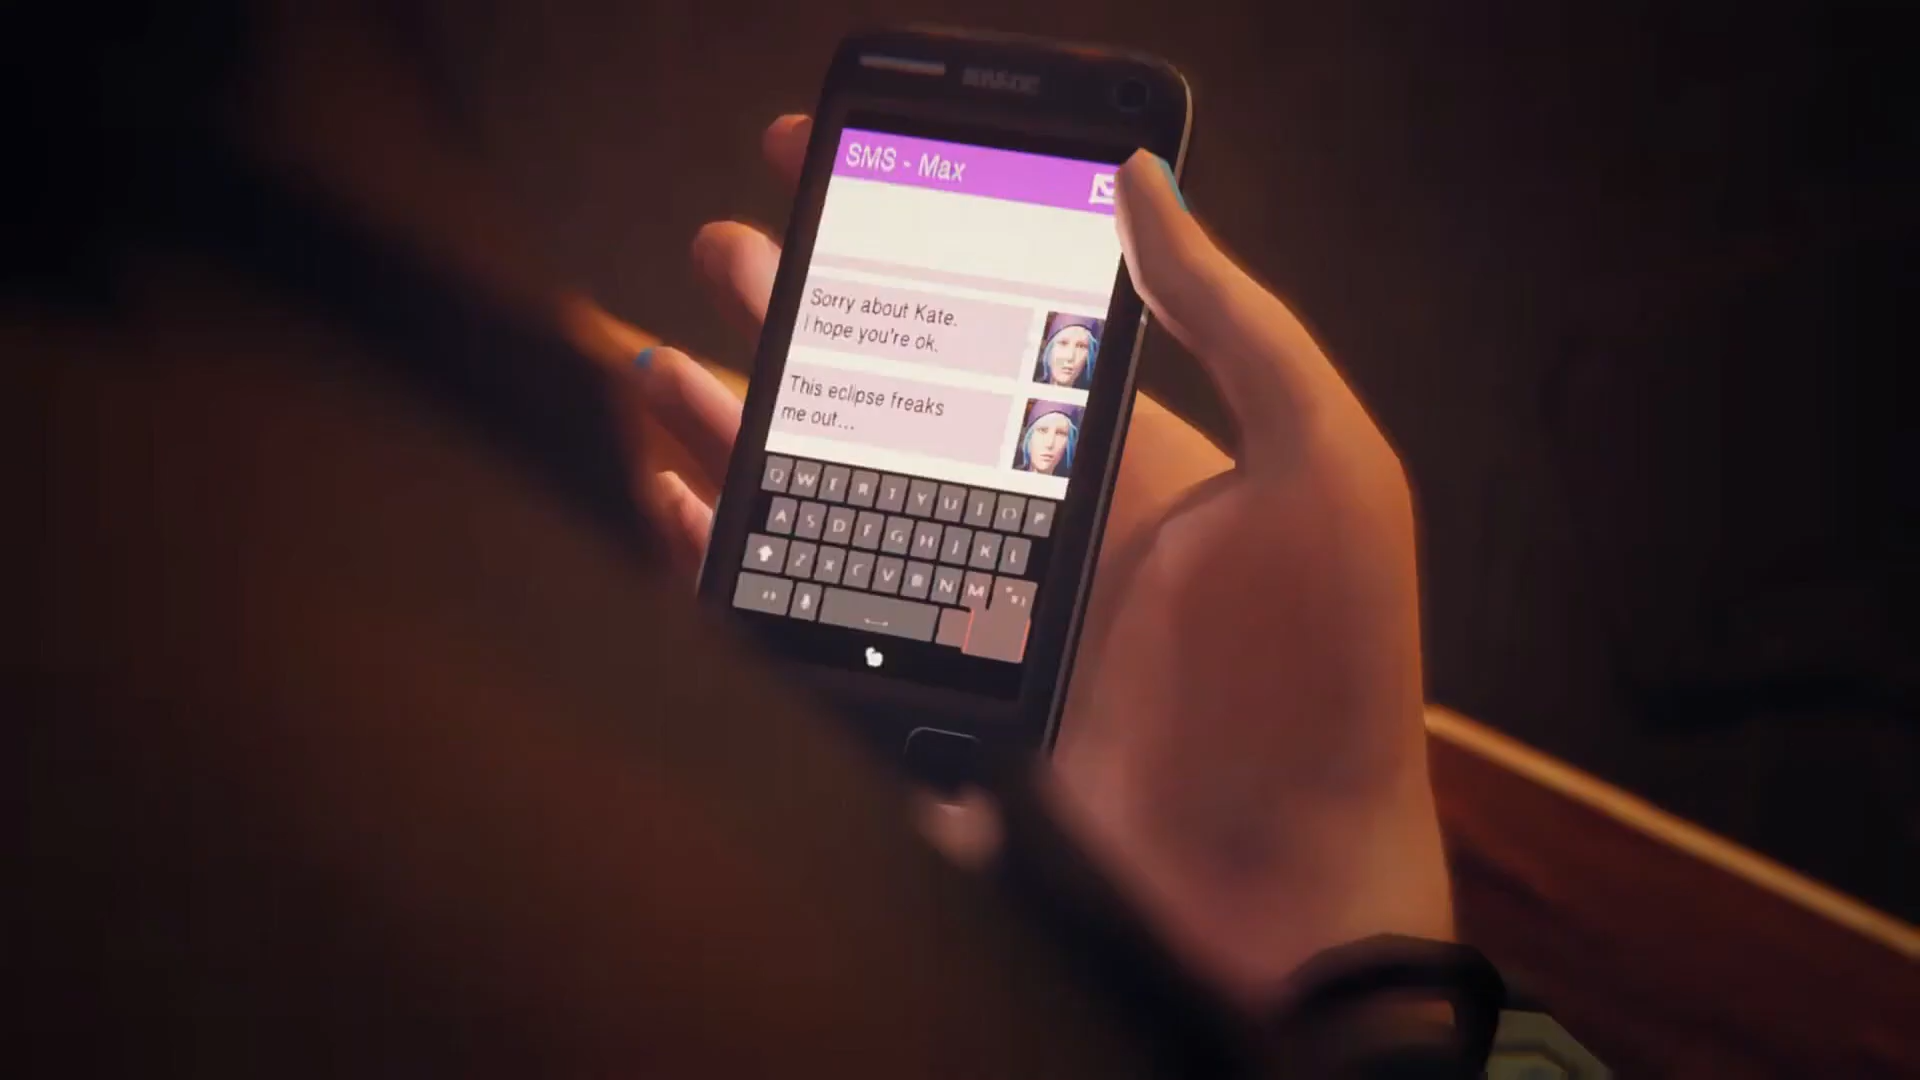 SMS - Max
Sorry about Kate.
I hope you're ok.
This eclipse freaks
me out...
Q W E R T Y U I O P
A S D F G H J K L
Z X C V B N M